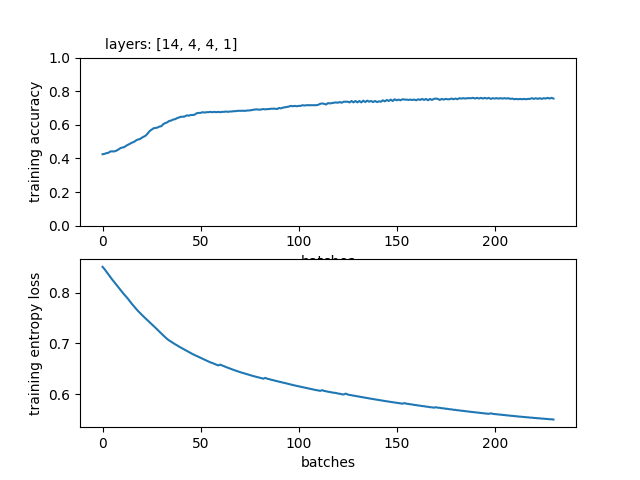 layers: [14, 4, 4, 1]
training accuracy
1.0
0.8
0.6
0.4
0.2
0.0
0 50 100 150 200
batches
training entropy loss
0.8
0.7
0.6
0 50 100 150 200
batches